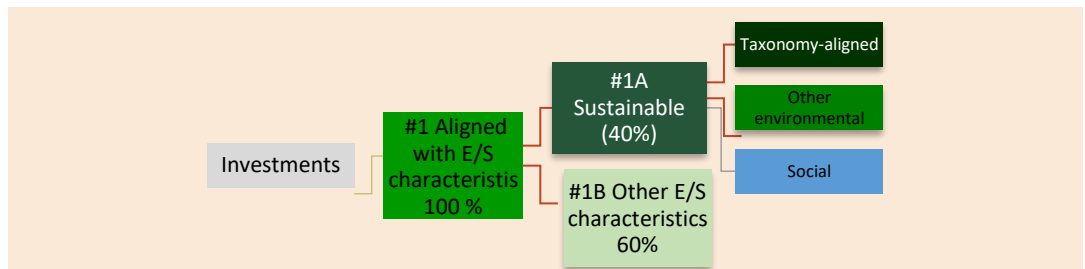 Investments
#1 Aligned
with E/S
characteristis
100 %
#1A
Sustainable
(40%)
#1B Other E/S
characteristics
60%
Taxonomy-aligned
Other
environmental
Social